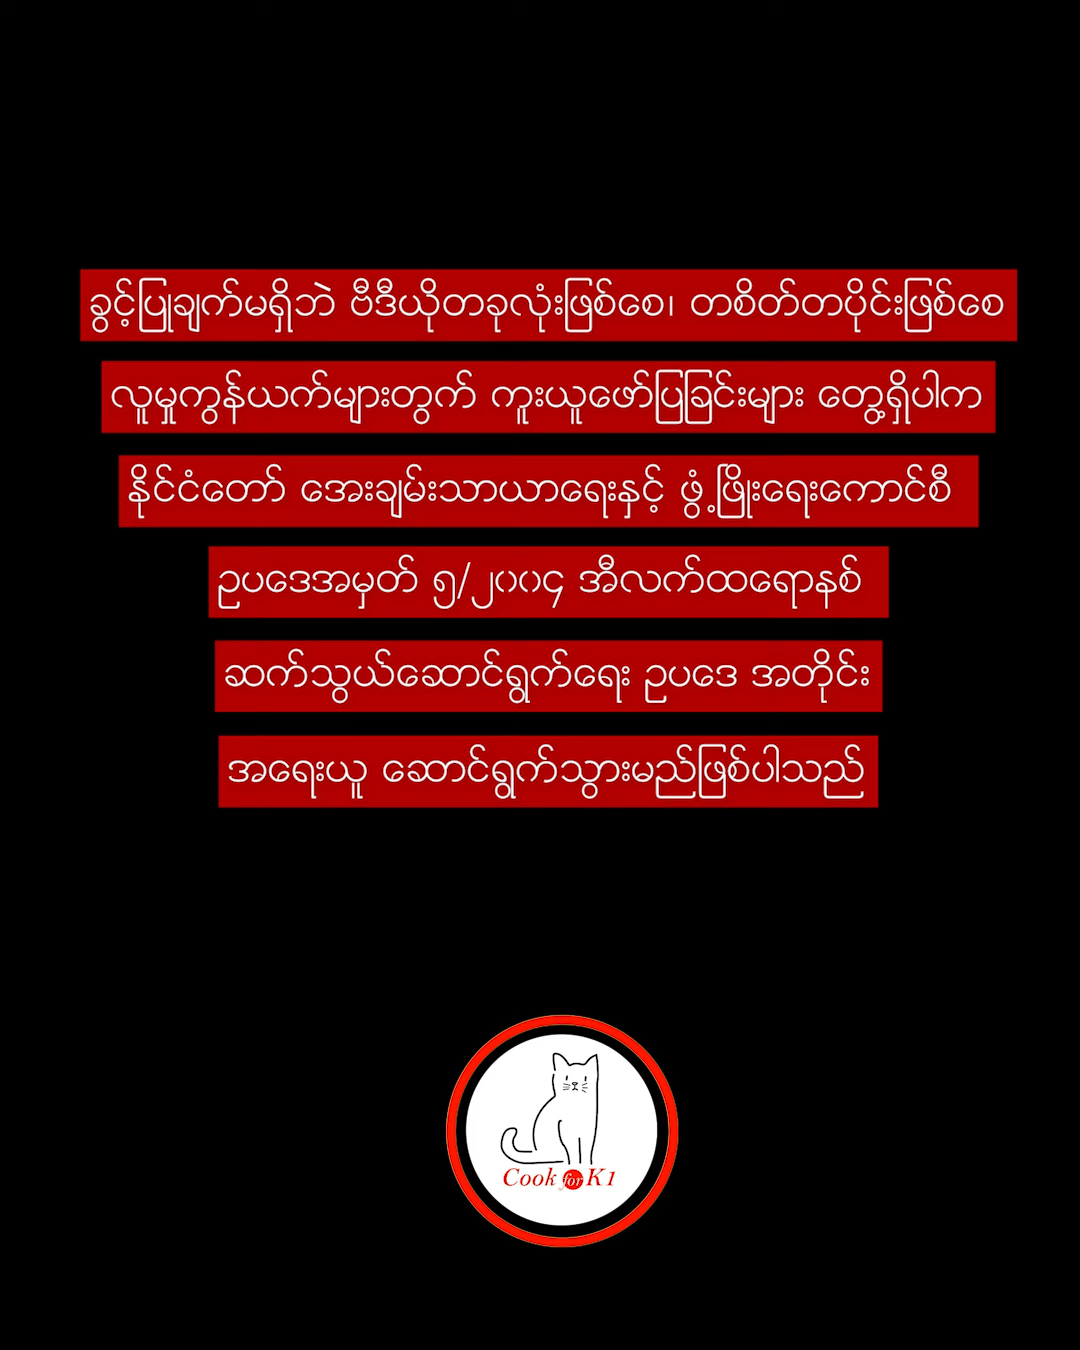 ခွင့်ပြုချက်မရှိဘဲ ဗီဒီယိုတခုလုံးဖြစ်စေ၊ တစိတ်တပိုင်းဖြစ်စေ
လူမှုကွန်ယက်များတွက် ကူးယူဖော်ပြခြင်းများ တွေ့ရှိပါက
နိုင်ငံတော် အေးချမ်းသာယာရေးနှင့် ဖွံ့ဖြိုးရေးကောင်စီ
ဥပဒေအမှတ် ၅/၂၀၀၄ အီလက်ထရောနစ်
ဆက်သွယ်ဆောင်ရွက်ရေး ဥပဒေ အတိုင်း
အရေးယူ ဆောင်ရွက်သွားမည်ဖြစ်ပါသည်
Cook for K1